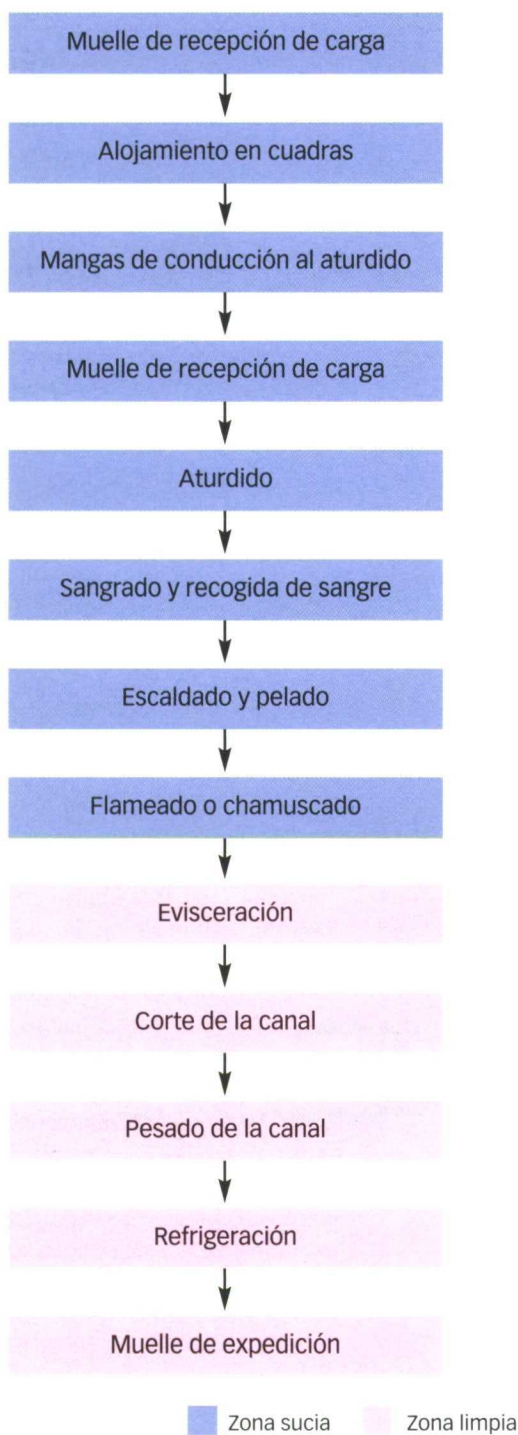 Muelle de recepción de carga
Alojamiento en cuadras
Mangas de conducción al aturdido
Muelle de recepción de carga
Aturdido
Sangrado y recogida de sangre
Escaldado y pelado
Flameado o chamuscado
Evisceración
Corte de la canal
Pesado de la canal
Refrigeración
Muelle de expedición
Zona sucia Zona limpia